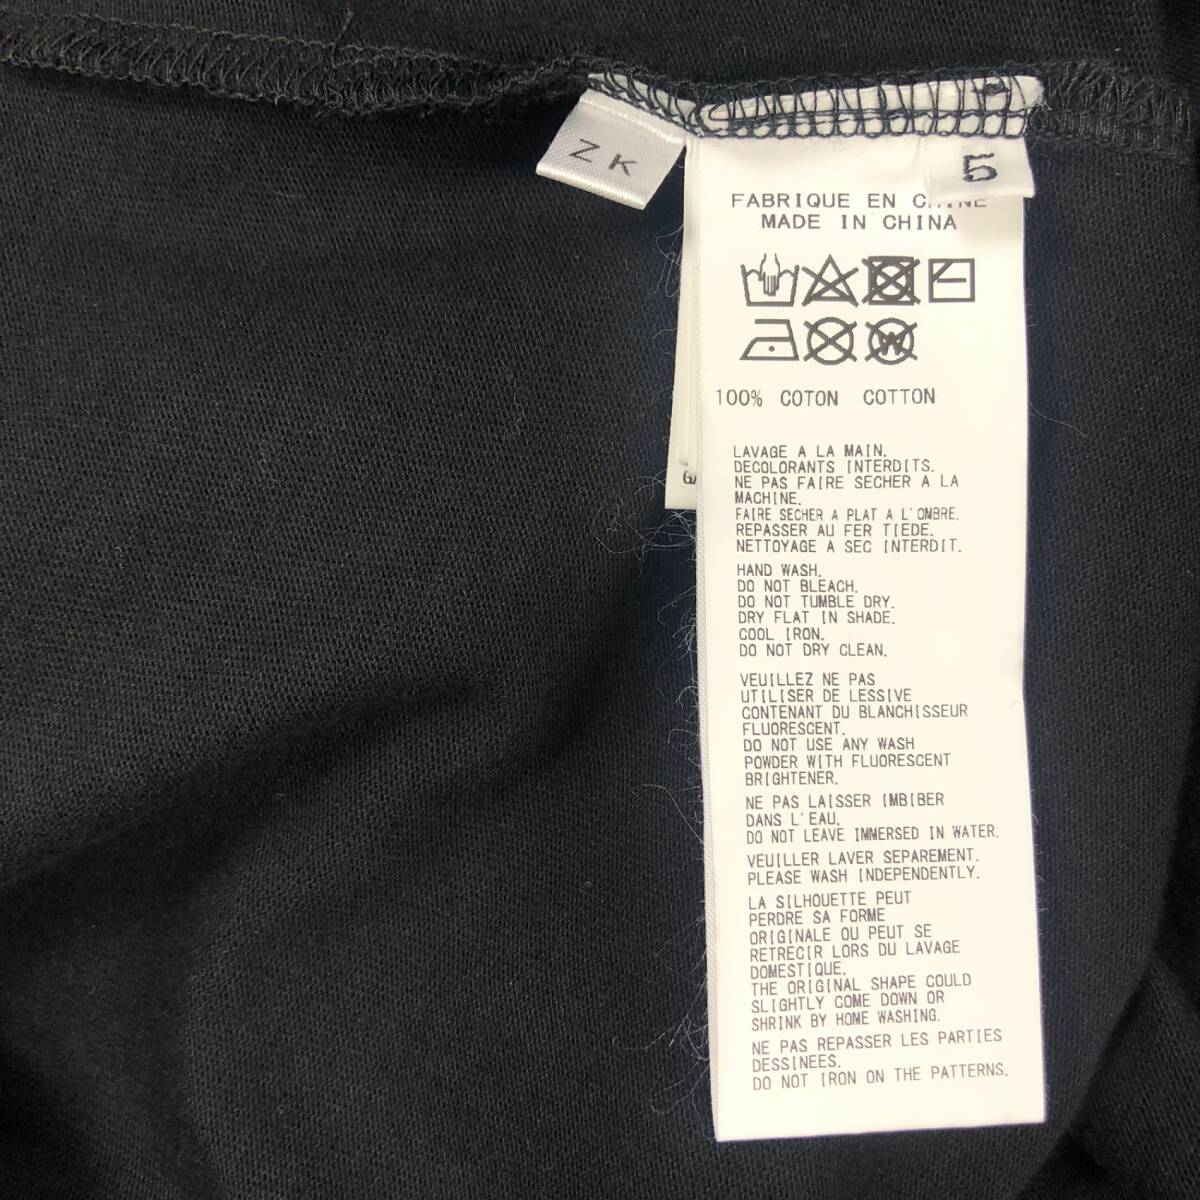 ZK
5
FABRIQUE EN CHINE
MADE IN CHINA
W
100% COTON COTTON
LAVAGE A LA MAIN.
DECOLORANTS INTERDITS.
NE PAS FAIRE SECHER A LA
MACHINE.
FAIRE SECHER A PLAT A L'OMBRE.
REPASSER AU FER TIEDE.
NETTOYAGE A SEC INTERDIT.
HAND WASH.
DO NOT BLEACH.
DO NOT TUMBLE DRY.
DRY FLAT IN SHADE.
COOL IRON.
DO NOT DRY CLEAN.
VEUILLEZ NE PAS
UTILISER DE LESSIVE
CONTENANT DU BLANCHISSEUR
FLUORESCENT.
DO NOT USE ANY WASH
POWDER WITH FLUORESCENT
BRIGHTENER.
NE PAS LAISSER IMBIBER
DANS L'EAU.
DO NOT LEAVE IMMERSED IN WATER.
VEUILLER LAVER SEPAREMENT.
PLEASE WASH INDEPENDENTLY.
LA SILHOUETTE PEUT
PERDRE SA FORME
ORIGINALE OU PEUT SE
RETRECIR LORS DU LAVAGE
DOMESTIQUE.
THE ORIGINAL SHAPE COULD
SLIGHTLY COME DOWN OR
SHRINK BY HOME WASHING.
NE PAS REPASSER LES PARTIES
DESSINEES.
DO NOT IRON ON THE PATTERNS.